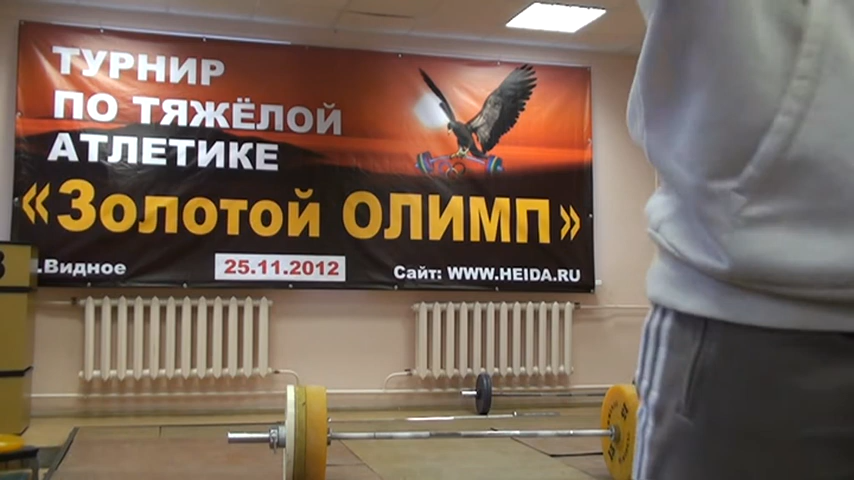 ТУРНИР
ПО ТЯЖЁЛОЙ
АТЛЕТИКЕ
«Золотой ОЛИМП»
.Видное
25.11.2012
Сайт: WWW.HEIDA.RU